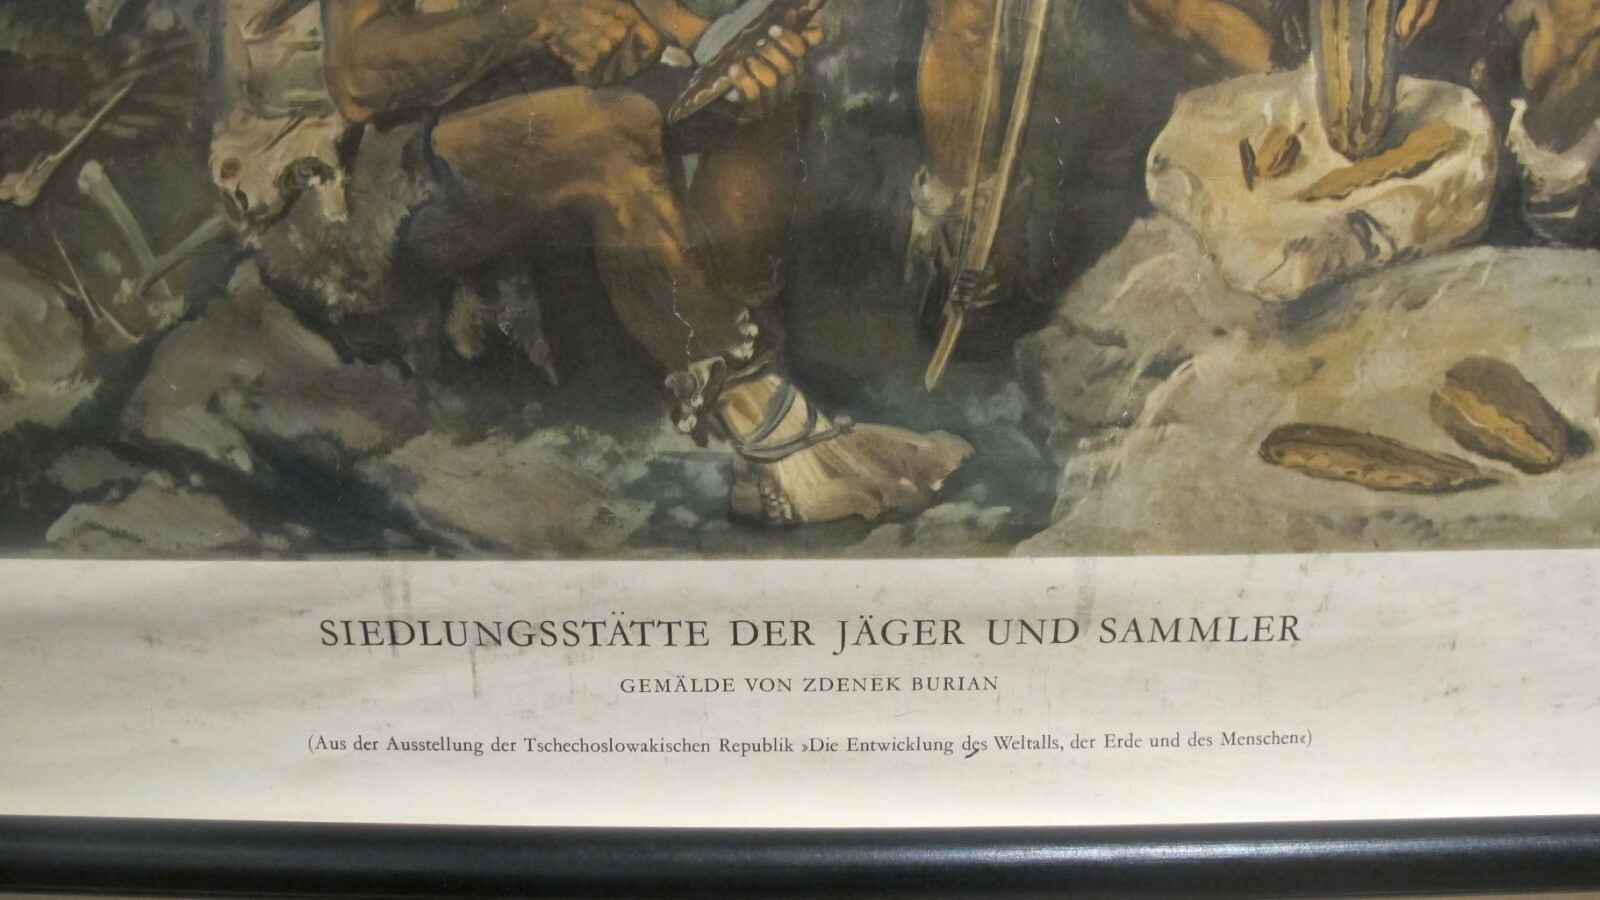 SIEDLUNGSSTÄTTE DER JÄGER UND SAMMLER
GEMÄLDE VON ZDENĚK BURIAN
(Aus der Ausstellung der Tschechoslowakischen Republik »Die Entwicklung des Weltalls, der Erde und des Menschen«)